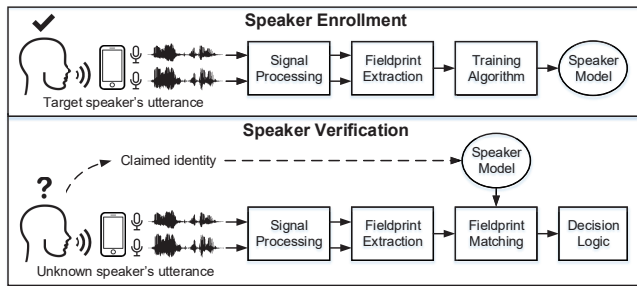 Speaker Enrollment
Signal
Processing
Fieldprint
Extraction
Training
Algorithm
Speaker
Model
Target speaker's utterance
Speaker Verification
?
Claimed identity
Speaker
Model
Signal
Processing
Fieldprint
Extraction
Fieldprint
Matching
Decision
Logic
Unknown speaker's utterance